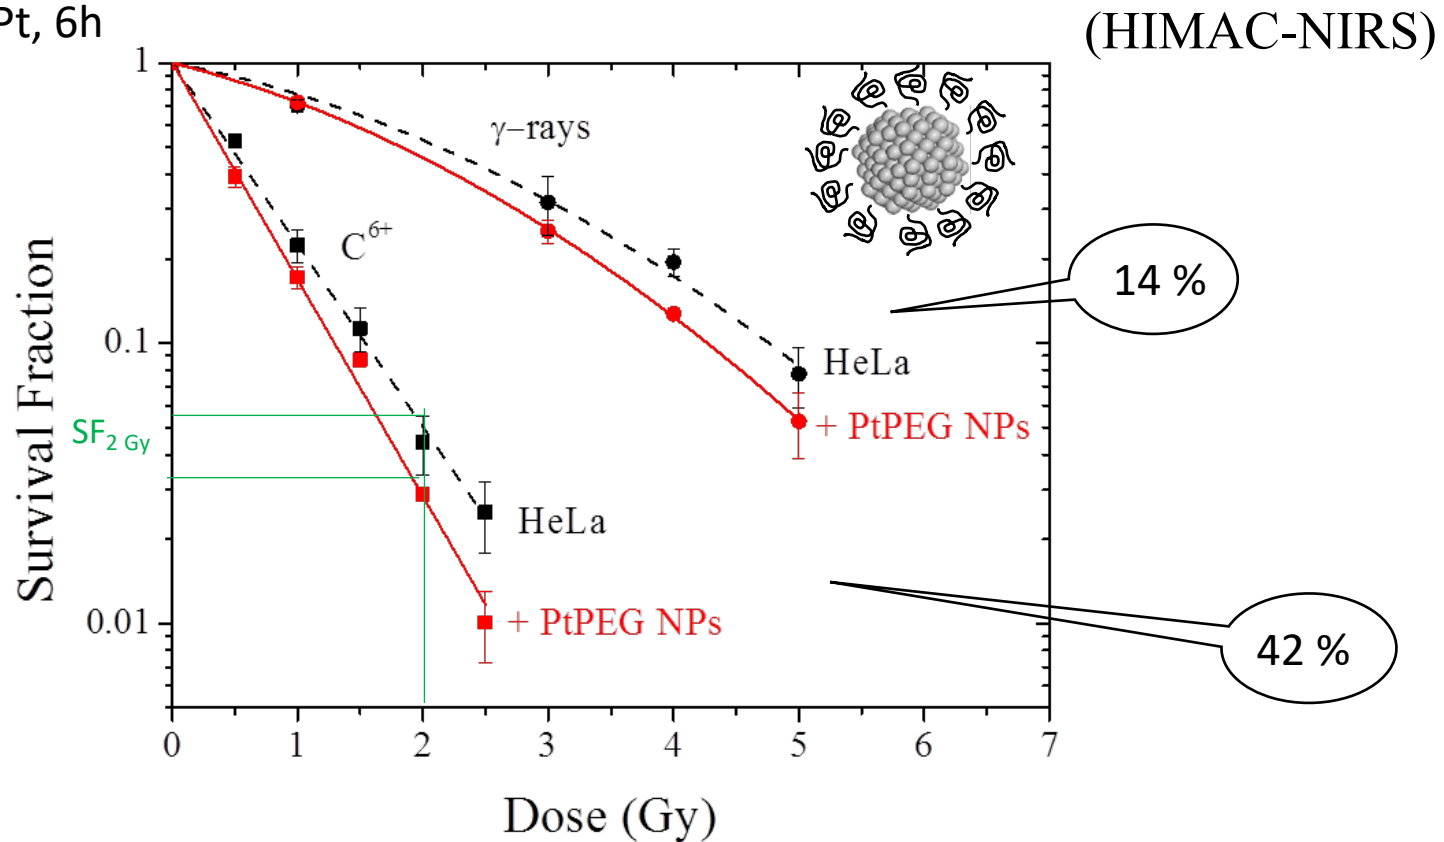 Pt, 6h
(HIMAC-NIRS)
1
γ−rays
C6+
14 %
0.1
HeLa
+ PtPEG NPs
SF2 Gy
HeLa
0.01
+ PtPEG NPs
42 %
Survival Fraction
0 1 2 3 4 5 6 7
Dose (Gy)